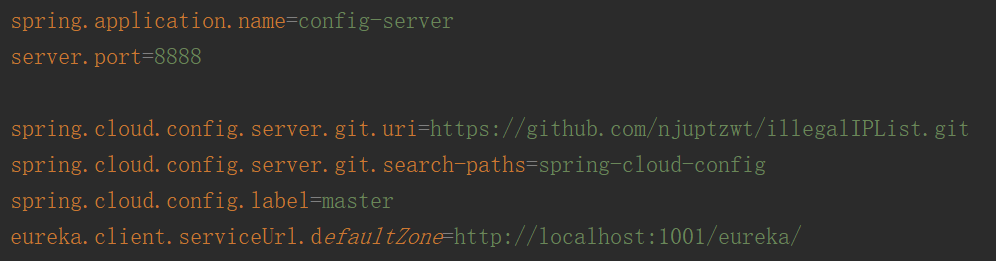 spring.application.name=config-server
server.port=8888
spring.cloud.config.server.git.uri=https://github.com/njuptzwt/illegalIPList.git
spring.cloud.config.server.git.search-paths=spring-cloud-config
spring.cloud.config.label=master
eureka.client.serviceUrl.defaultZone=http://localhost:1001/eureka/